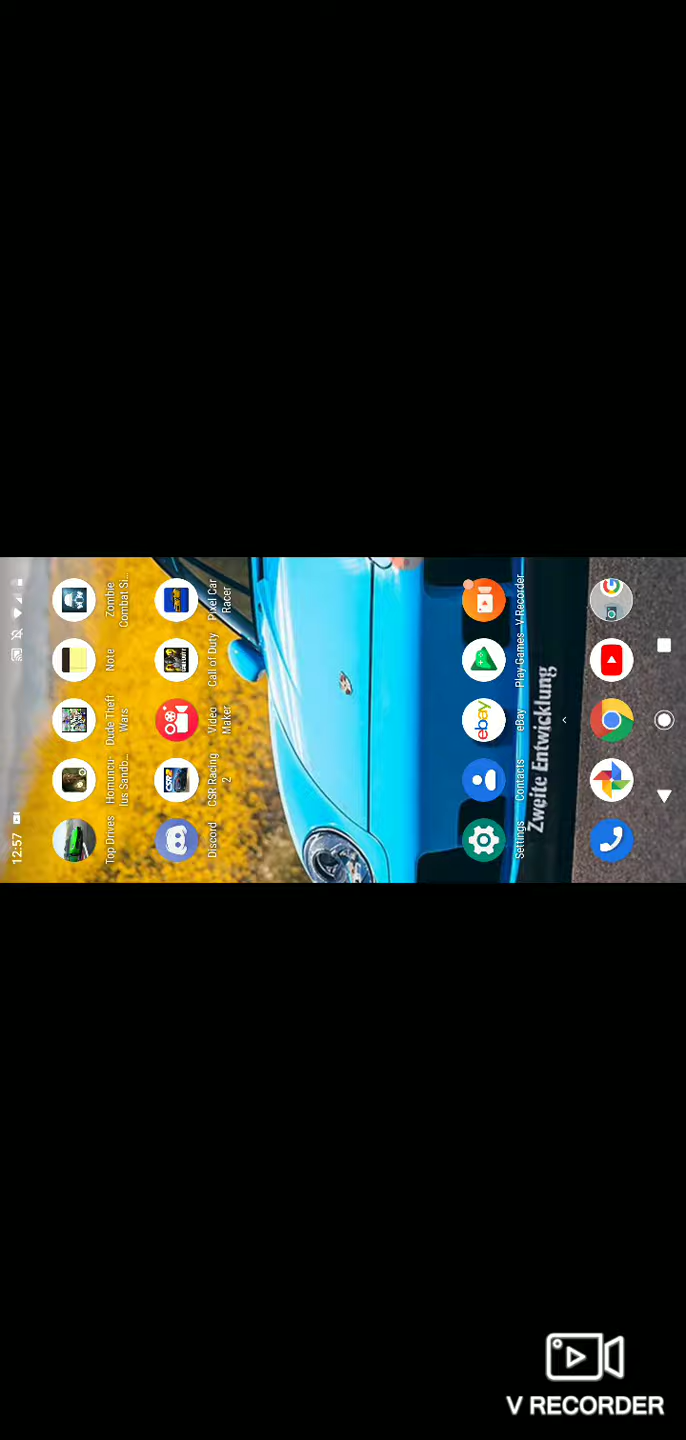 12:57
Top Drives
Homuncu-
lus Sandb...
Dude Theft
Wars
Note
Zombie
Combat Si...
Discord
CSR Racing
2
Video
Maker
Call of Duty
Pixel Car
Racer
Settings
Contacts
eBay
Play Games
V Recorder
CSR2
ebay
Zweite Entwicklung
V RECORDER